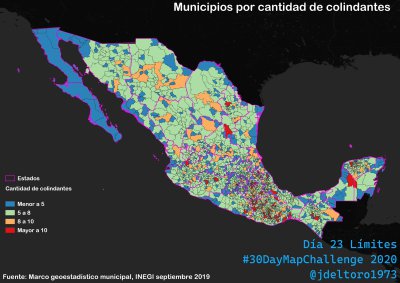 Municipios por cantidad de colindantes
Estados
Cantidad de colindantes
Menor a 5
5 a 8
8 a 10
Mayor a 10
Día 23 Límites
#30DayMapChallenge 2020
@jdeltoro1973
Fuente: Marco geoestadístico municipal, INEGI septiembre 2019